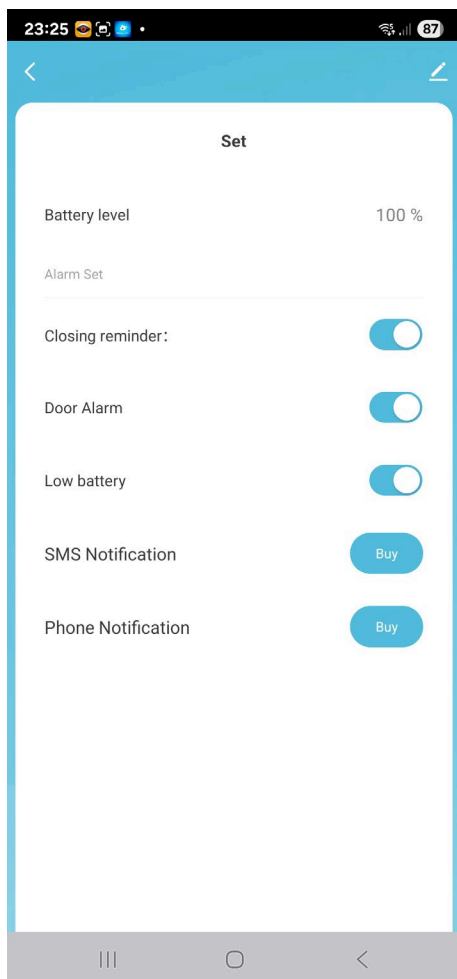 23:25
87
Set
Battery level 100 %
Alarm Set
Closing reminder：
Door Alarm
Low battery
SMS Notification Buy
Phone Notification Buy